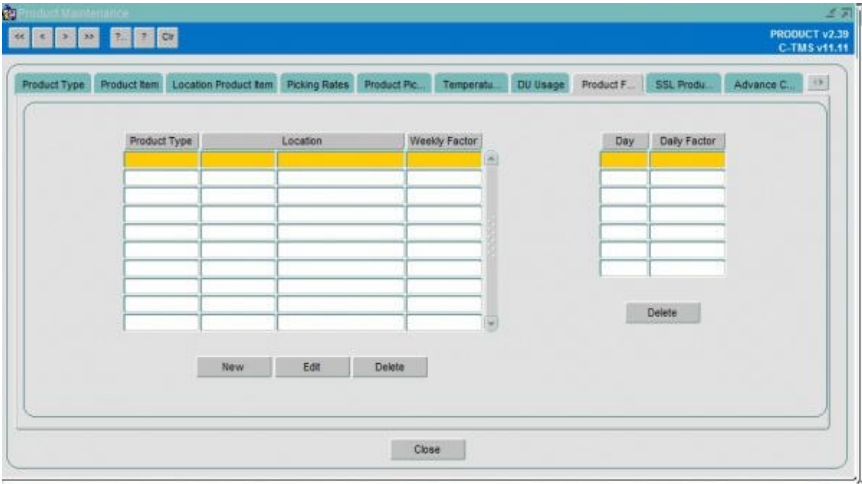 Product Maintenance
<< < > >> ?.. ? Clr
PRODUCT v2.39
C-TMS v11.11
Product Type Product Item Location Product Item Picking Rates Product Pic... Temperatu... DU Usage Product F... SSL Produ... Advance C...
Product Type Location Weekly Factor Day Daily Factor
Delete
New Edit Delete
Close